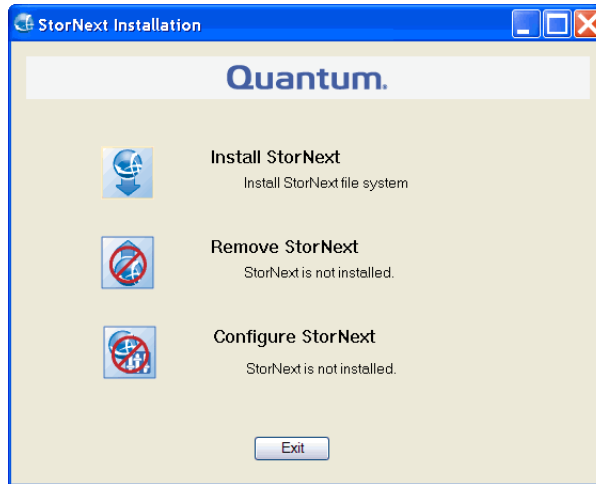 StorNext Installation
Quantum.
Install StorNext
Install StorNext file system
Remove StorNext
StorNext is not installed.
Configure StorNext
StorNext is not installed.
Exit